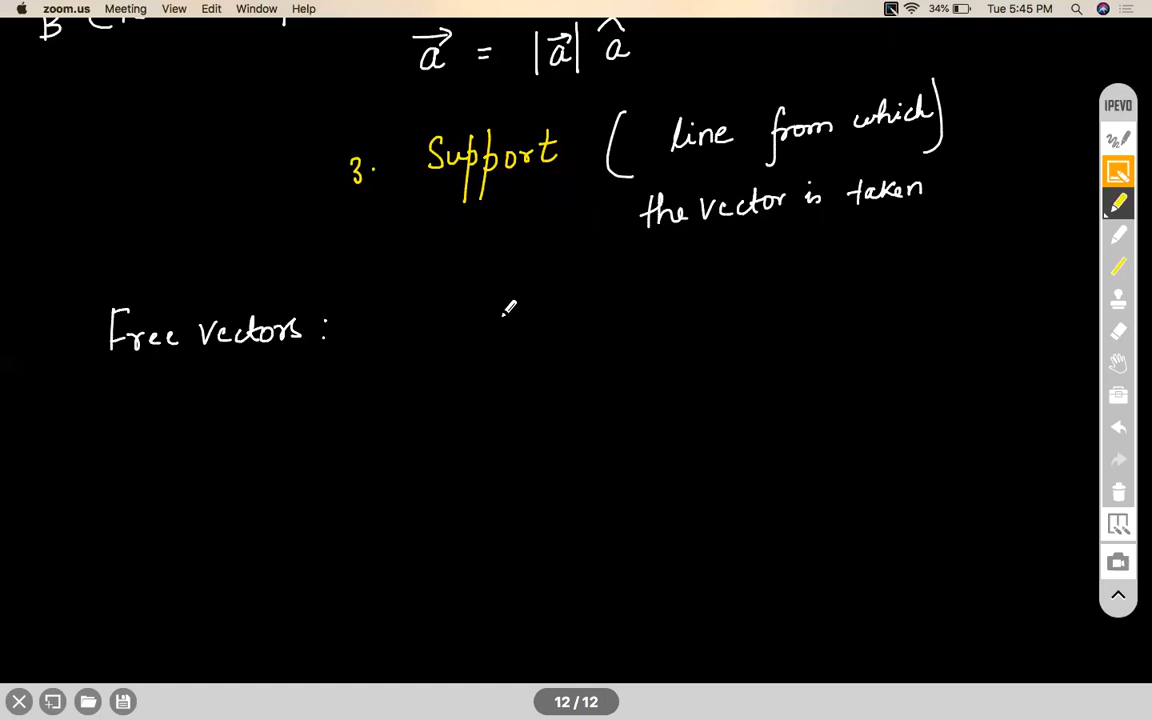 zoom.us Meeting View Edit Window Help 34% Tue 5:45 PM
B
a⃗ = |a⃗| â
3. Support ( line from which )
the vector is taken
Free vectors :
IPEVO
12 / 12